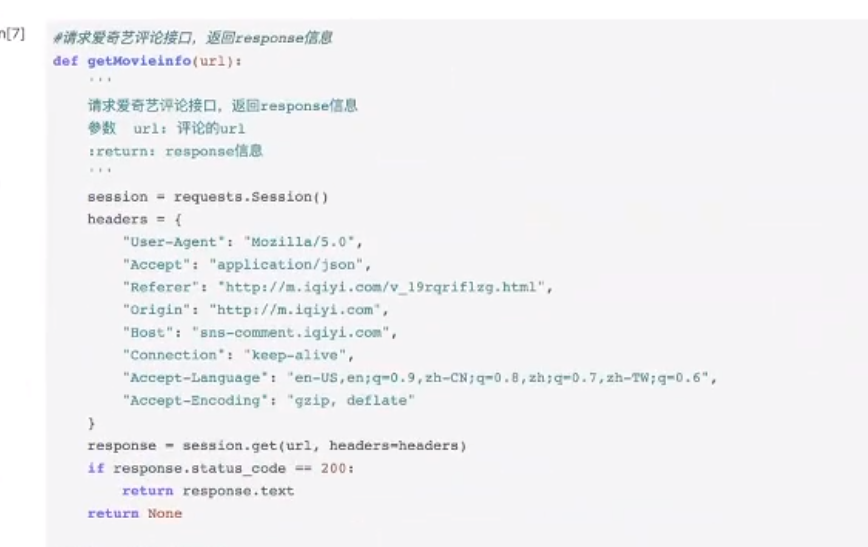 n[7]
#请求爱奇艺评论接口，返回response信息
def getMovieinfo(url):
    '''
    请求爱奇艺评论接口，返回response信息
    参数  url: 评论的url
    :return: response信息
    '''
    session = requests.Session()
    headers = {
        "User-Agent": "Mozilla/5.0",
        "Accept": "application/json",
        "Referer": "http://m.iqiyi.com/v_19rqriflzg.html",
        "Origin": "http://m.iqiyi.com",
        "Host": "sns-comment.iqiyi.com",
        "Connection": "keep-alive",
        "Accept-Language": "en-US,en;q=0.9,zh-CN;q=0.8,zh;q=0.7,zh-TW;q=0.6",
        "Accept-Encoding": "gzip, deflate"
    }
    response = session.get(url, headers=headers)
    if response.status_code == 200:
        return response.text
    return None